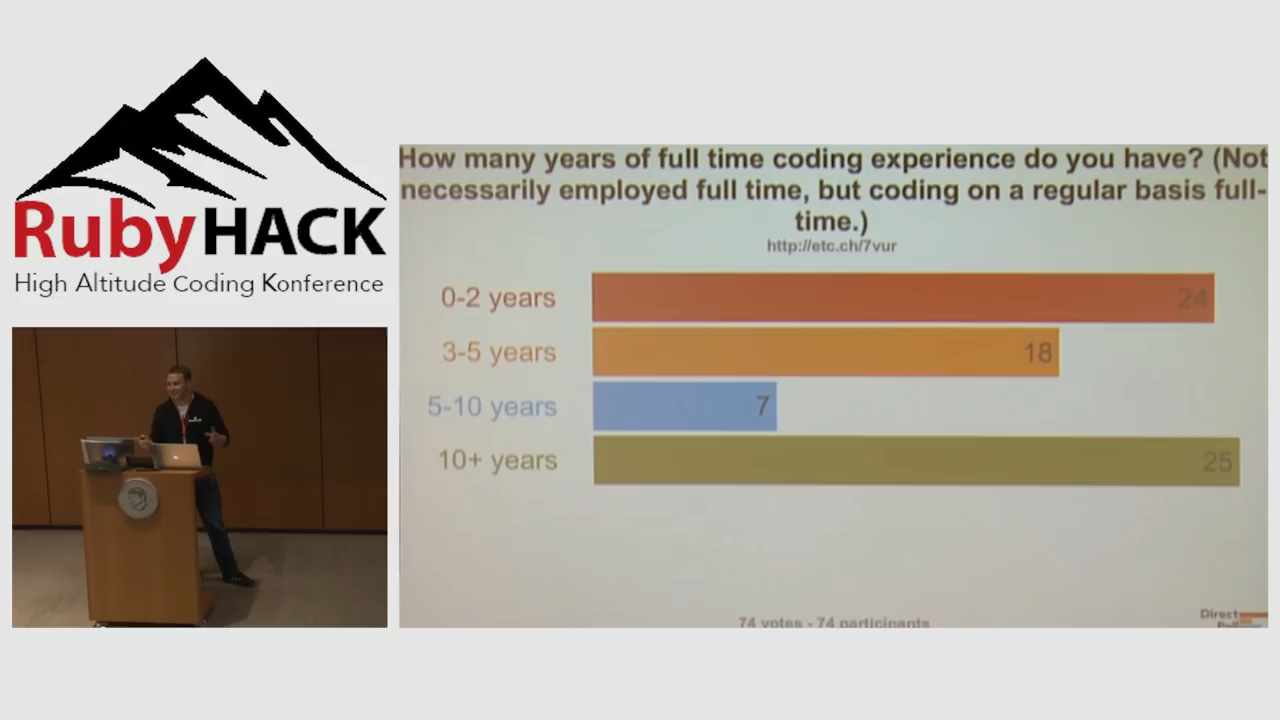 RubyHACK
High Altitude Coding Konference
How many years of full time coding experience do you have? (Not
necessarily employed full time, but coding on a regular basis full-
time.)
http://etc.ch/7vur
0-2 years
24
3-5 years
18
5-10 years
7
10+ years
25
74 votes - 74 participants
Direct
Poll